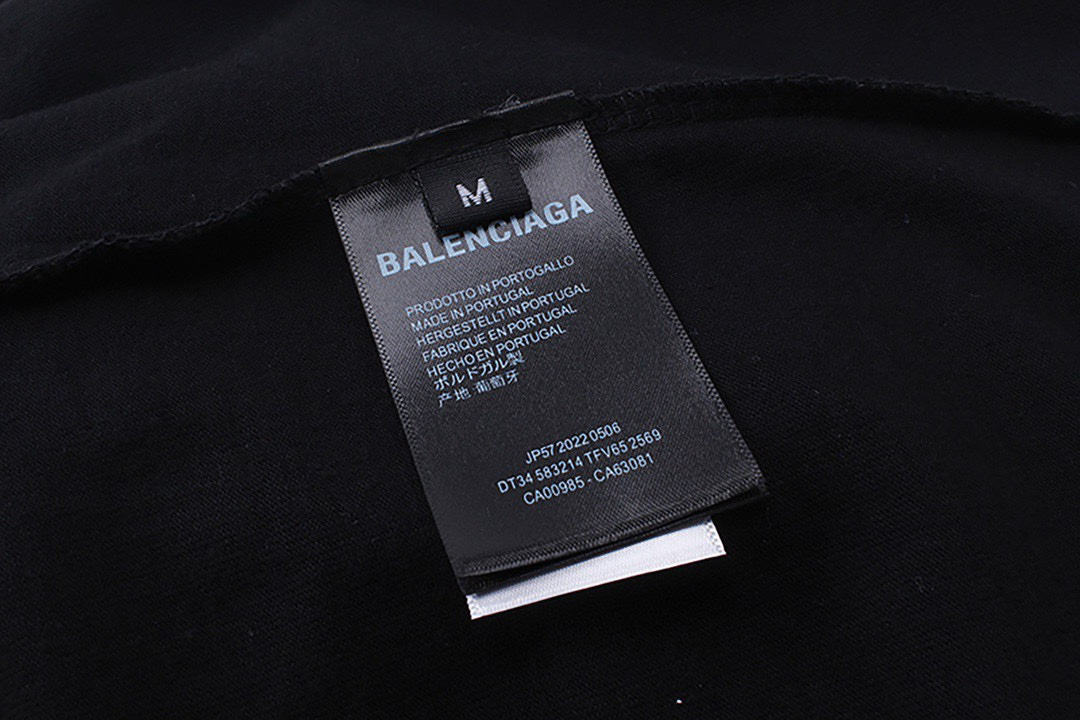 M
BALENCIAGA
PRODOTTO IN PORTOGALLO
MADE IN PORTUGAL
HERGESTELLT IN PORTUGAL
FABRIQUE EN PORTUGAL
HECHO EN PORTUGAL
ポルトガル製
产地 葡萄牙
JP57 2022 0506
DT34 583214 TFV65 2569
CA00985 - CA63081